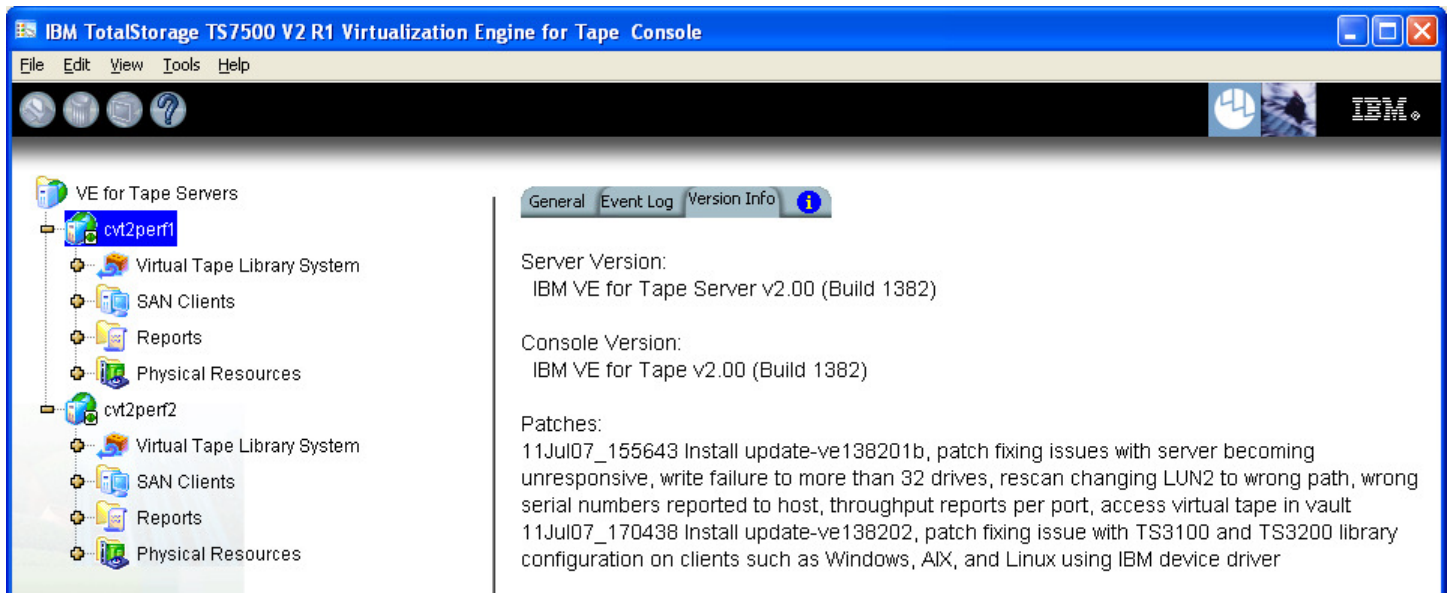 IBM TotalStorage TS7500 V2 R1 Virtualization Engine for Tape Console
File Edit View Tools Help
IBM
VE for Tape Servers
cvt2perf1
Virtual Tape Library System
SAN Clients
Reports
Physical Resources
cvt2perf2
Virtual Tape Library System
SAN Clients
Reports
Physical Resources
General Event Log Version Info
Server Version:
IBM VE for Tape Server v2.00 (Build 1382)
Console Version:
IBM VE for Tape v2.00 (Build 1382)
Patches:
11Jul07_155643 Install update-ve138201b, patch fixing issues with server becoming
unresponsive, write failure to more than 32 drives, rescan changing LUN2 to wrong path, wrong
serial numbers reported to host, throughput reports per port, access virtual tape in vault
11Jul07_170438 Install update-ve138202, patch fixing issue with TS3100 and TS3200 library
configuration on clients such as Windows, AIX, and Linux using IBM device driver